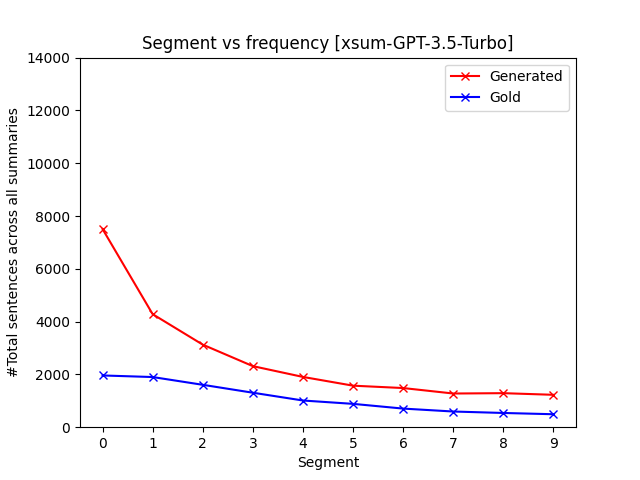 Segment vs frequency [xsum-GPT-3.5-Turbo]
Generated
Gold
#Total sentences across all summaries
14000
12000
10000
8000
6000
4000
2000
0
0 1 2 3 4 5 6 7 8 9
Segment